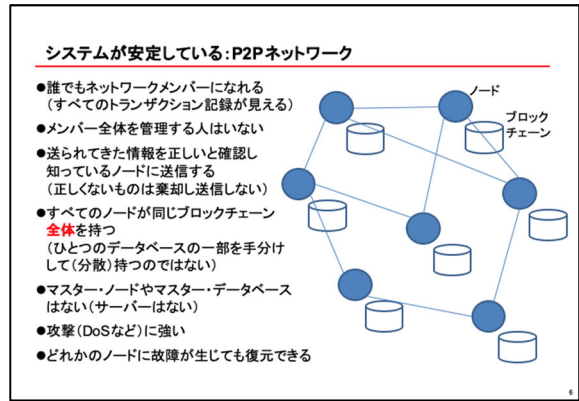 システムが安定している：P2Pネットワーク
●誰でもネットワークメンバーになれる
（すべてのトランザクション記録が見える）
●メンバー全体を管理する人はいない
●送られてきた情報を正しいと確認し
知っているノードに送信する
（正しくないものは棄却し送信しない）
●すべてのノードが同じブロックチェーン
全体を持つ
（ひとつのデータベースの一部を手分け
して（分散）持つのではない）
●マスター・ノードやマスター・データベース
はない（サーバーはない）
●攻撃（DoSなど）に強い
●どれかのノードに故障が生じても復元できる
ノード
ブロック
チェーン
6